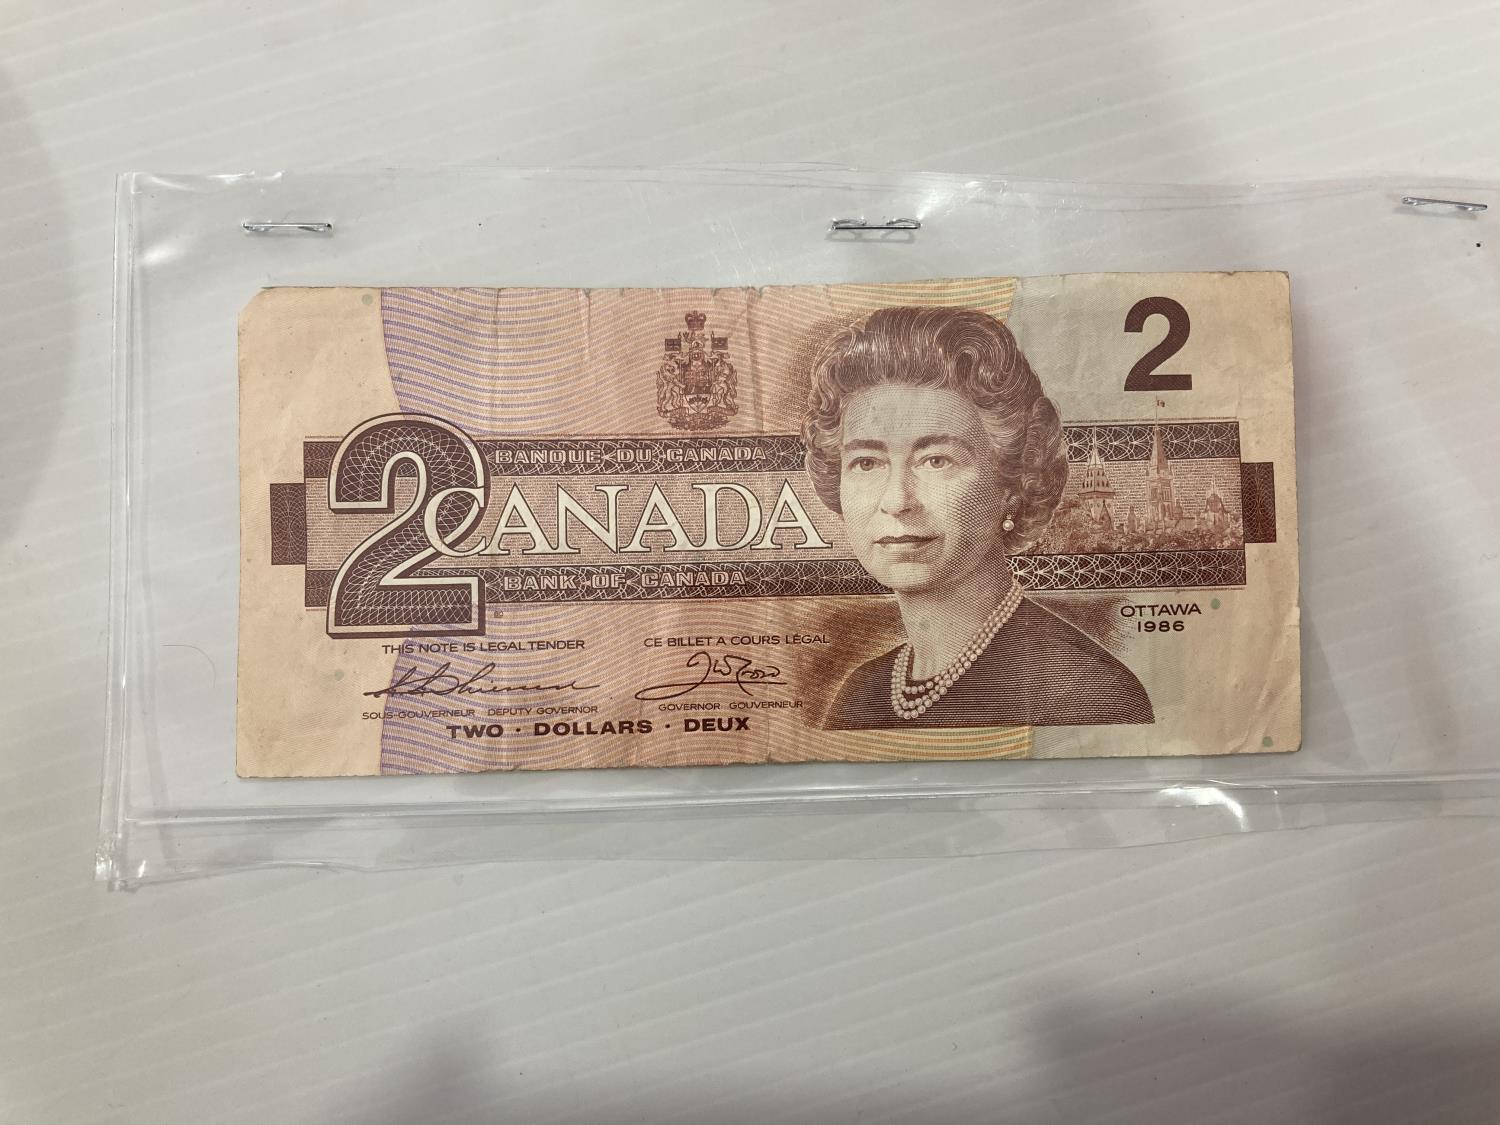 2
BANQUE DU CANADA
2 CANADA
BANK OF CANADA
OTTAWA
1986
THIS NOTE IS LEGAL TENDER
CE BILLET A COURS LÉGAL
SOUS-GOUVERNEUR DEPUTY GOVERNOR
GOVERNOR GOUVERNEUR
TWO · DOLLARS · DEUX